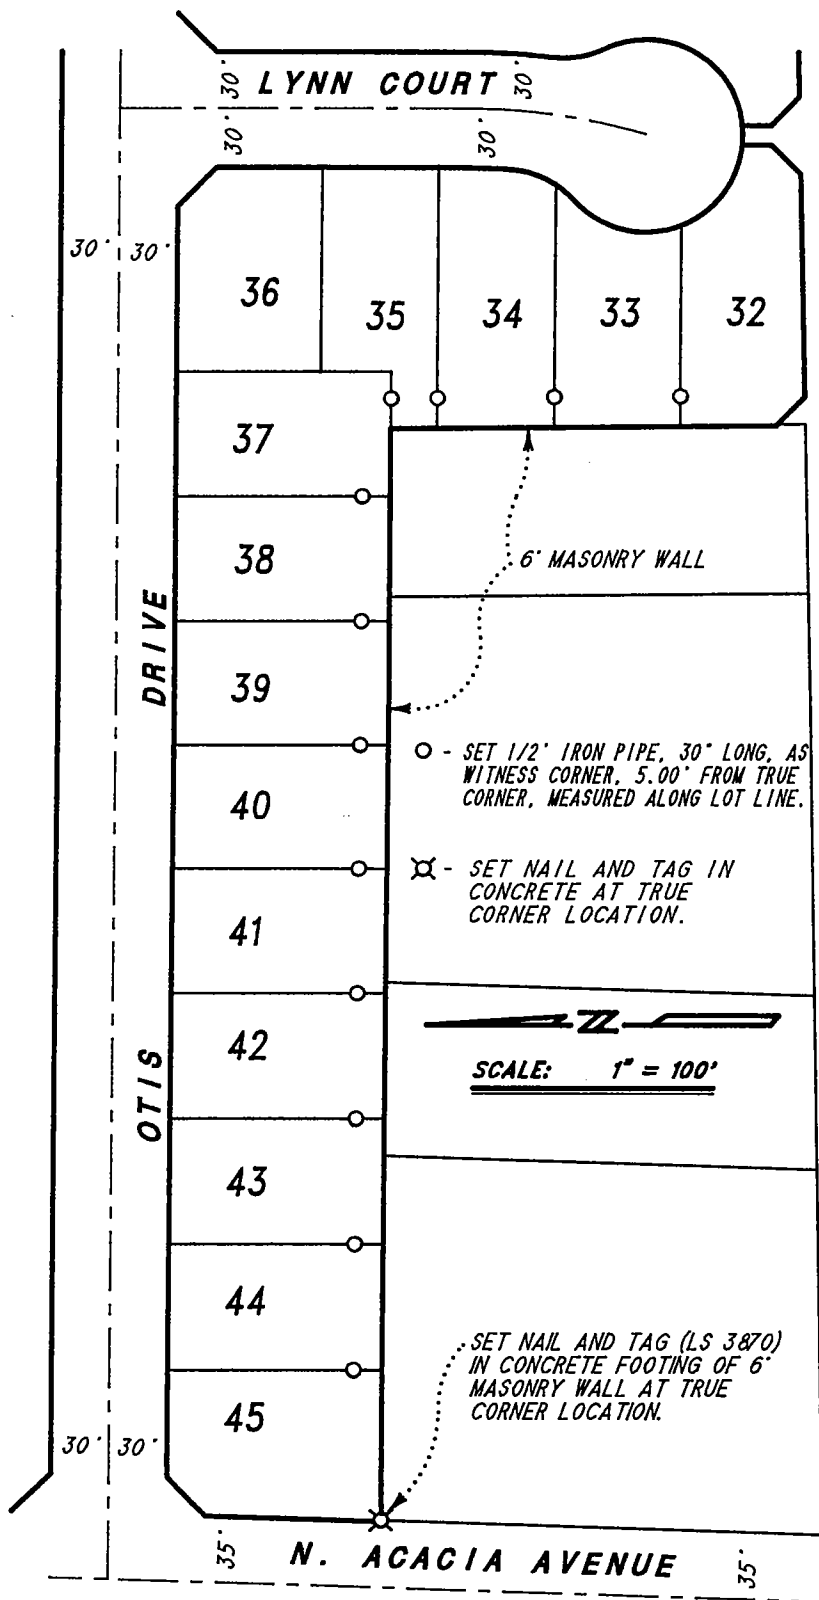 LYNN COURT
30'
30'
30'
30'
30' 30'
36
35
34
33
32
37
38
6' MASONRY WALL
DRIVE
39
- SET 1/2" IRON PIPE, 30" LONG, AS
WITNESS CORNER, 5.00' FROM TRUE
CORNER, MEASURED ALONG LOT LINE.
40
- SET NAIL AND TAG IN
CONCRETE AT TRUE
CORNER LOCATION.
41
42
SCALE: 1" = 100'
OTIS
43
44
SET NAIL AND TAG (LS 3870)
IN CONCRETE FOOTING OF 6'
MASONRY WALL AT TRUE
CORNER LOCATION.
45
30' 30'
35'
N. ACACIA AVENUE
35'